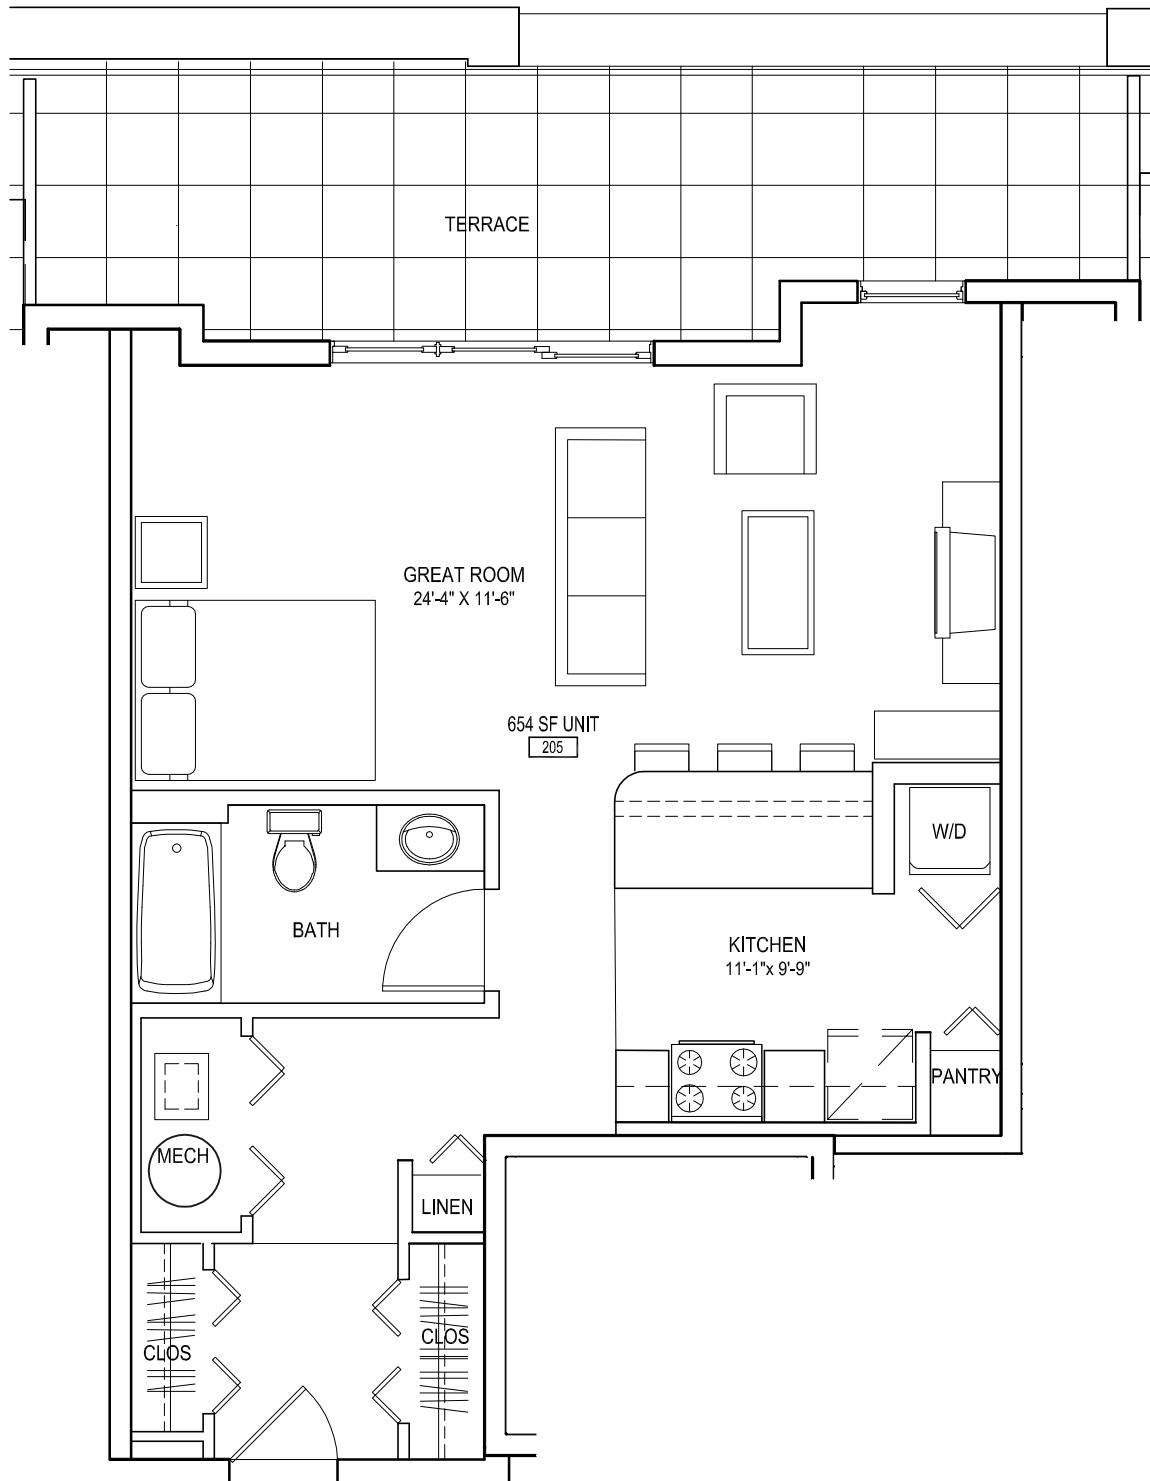 TERRACE
GREAT ROOM
24'-4" X 11'-6"
654 SF UNIT
205
W/D
BATH
KITCHEN
11'-1"x 9'-9"
PANTRY
MECH
LINEN
CLOS
CLOS